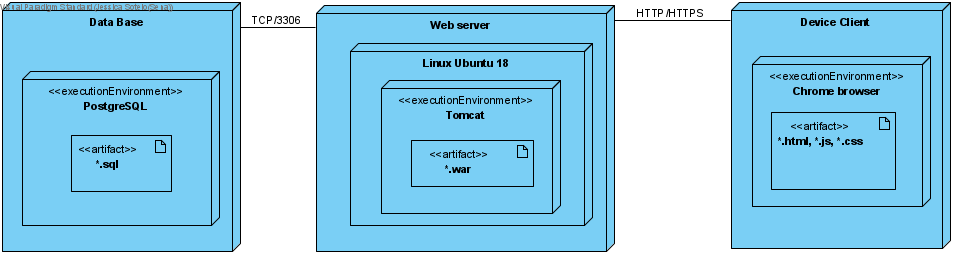 Visual Paradigm Standard(Jessica Sotelo(Sena))
Data Base
TCP/3306
Web server
HTTP/HTTPS
Device Client
Linux Ubuntu 18
<<executionEnvironment>>
PostgreSQL
<<executionEnvironment>>
Tomcat
<<executionEnvironment>>
Chrome browser
<<artifact>>
*.sql
<<artifact>>
*.war
<<artifact>>
*.html, *.js, *.css